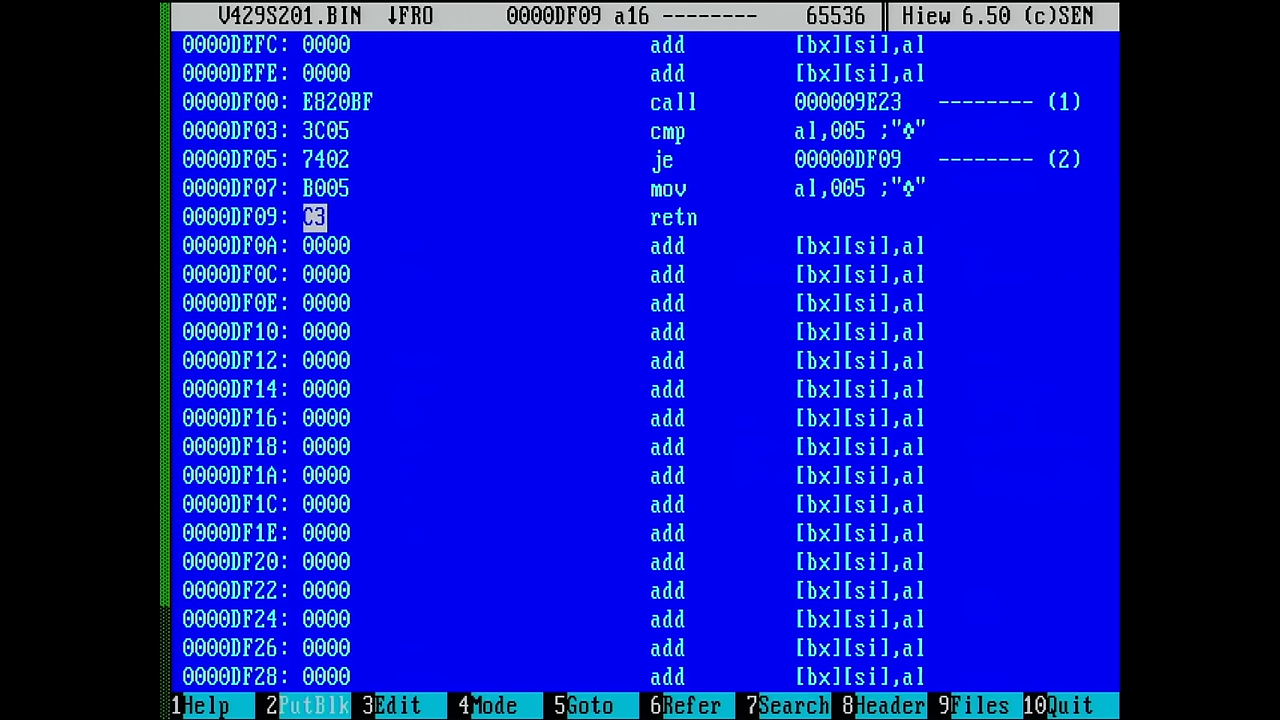 V429S201.BIN ↓FRO 0000DF09 a16 -------- 65536 ║ Hiew 6.50 (c)SEN
0000DEFC: 0000 add [bx][si],al
0000DEFE: 0000 add [bx][si],al
0000DF00: E820BF call 000009E23 -------- (1)
0000DF03: 3C05 cmp al,005 ;"♣"
0000DF05: 7402 je 00000DF09 -------- (2)
0000DF07: B005 mov al,005 ;"♣"
0000DF09: C3 retn
0000DF0A: 0000 add [bx][si],al
0000DF0C: 0000 add [bx][si],al
0000DF0E: 0000 add [bx][si],al
0000DF10: 0000 add [bx][si],al
0000DF12: 0000 add [bx][si],al
0000DF14: 0000 add [bx][si],al
0000DF16: 0000 add [bx][si],al
0000DF18: 0000 add [bx][si],al
0000DF1A: 0000 add [bx][si],al
0000DF1C: 0000 add [bx][si],al
0000DF1E: 0000 add [bx][si],al
0000DF20: 0000 add [bx][si],al
0000DF22: 0000 add [bx][si],al
0000DF24: 0000 add [bx][si],al
0000DF26: 0000 add [bx][si],al
0000DF28: 0000 add [bx][si],al
1Help 2PutBlk 3Edit 4Mode 5Goto 6Refer 7Search 8Header 9Files 10Quit